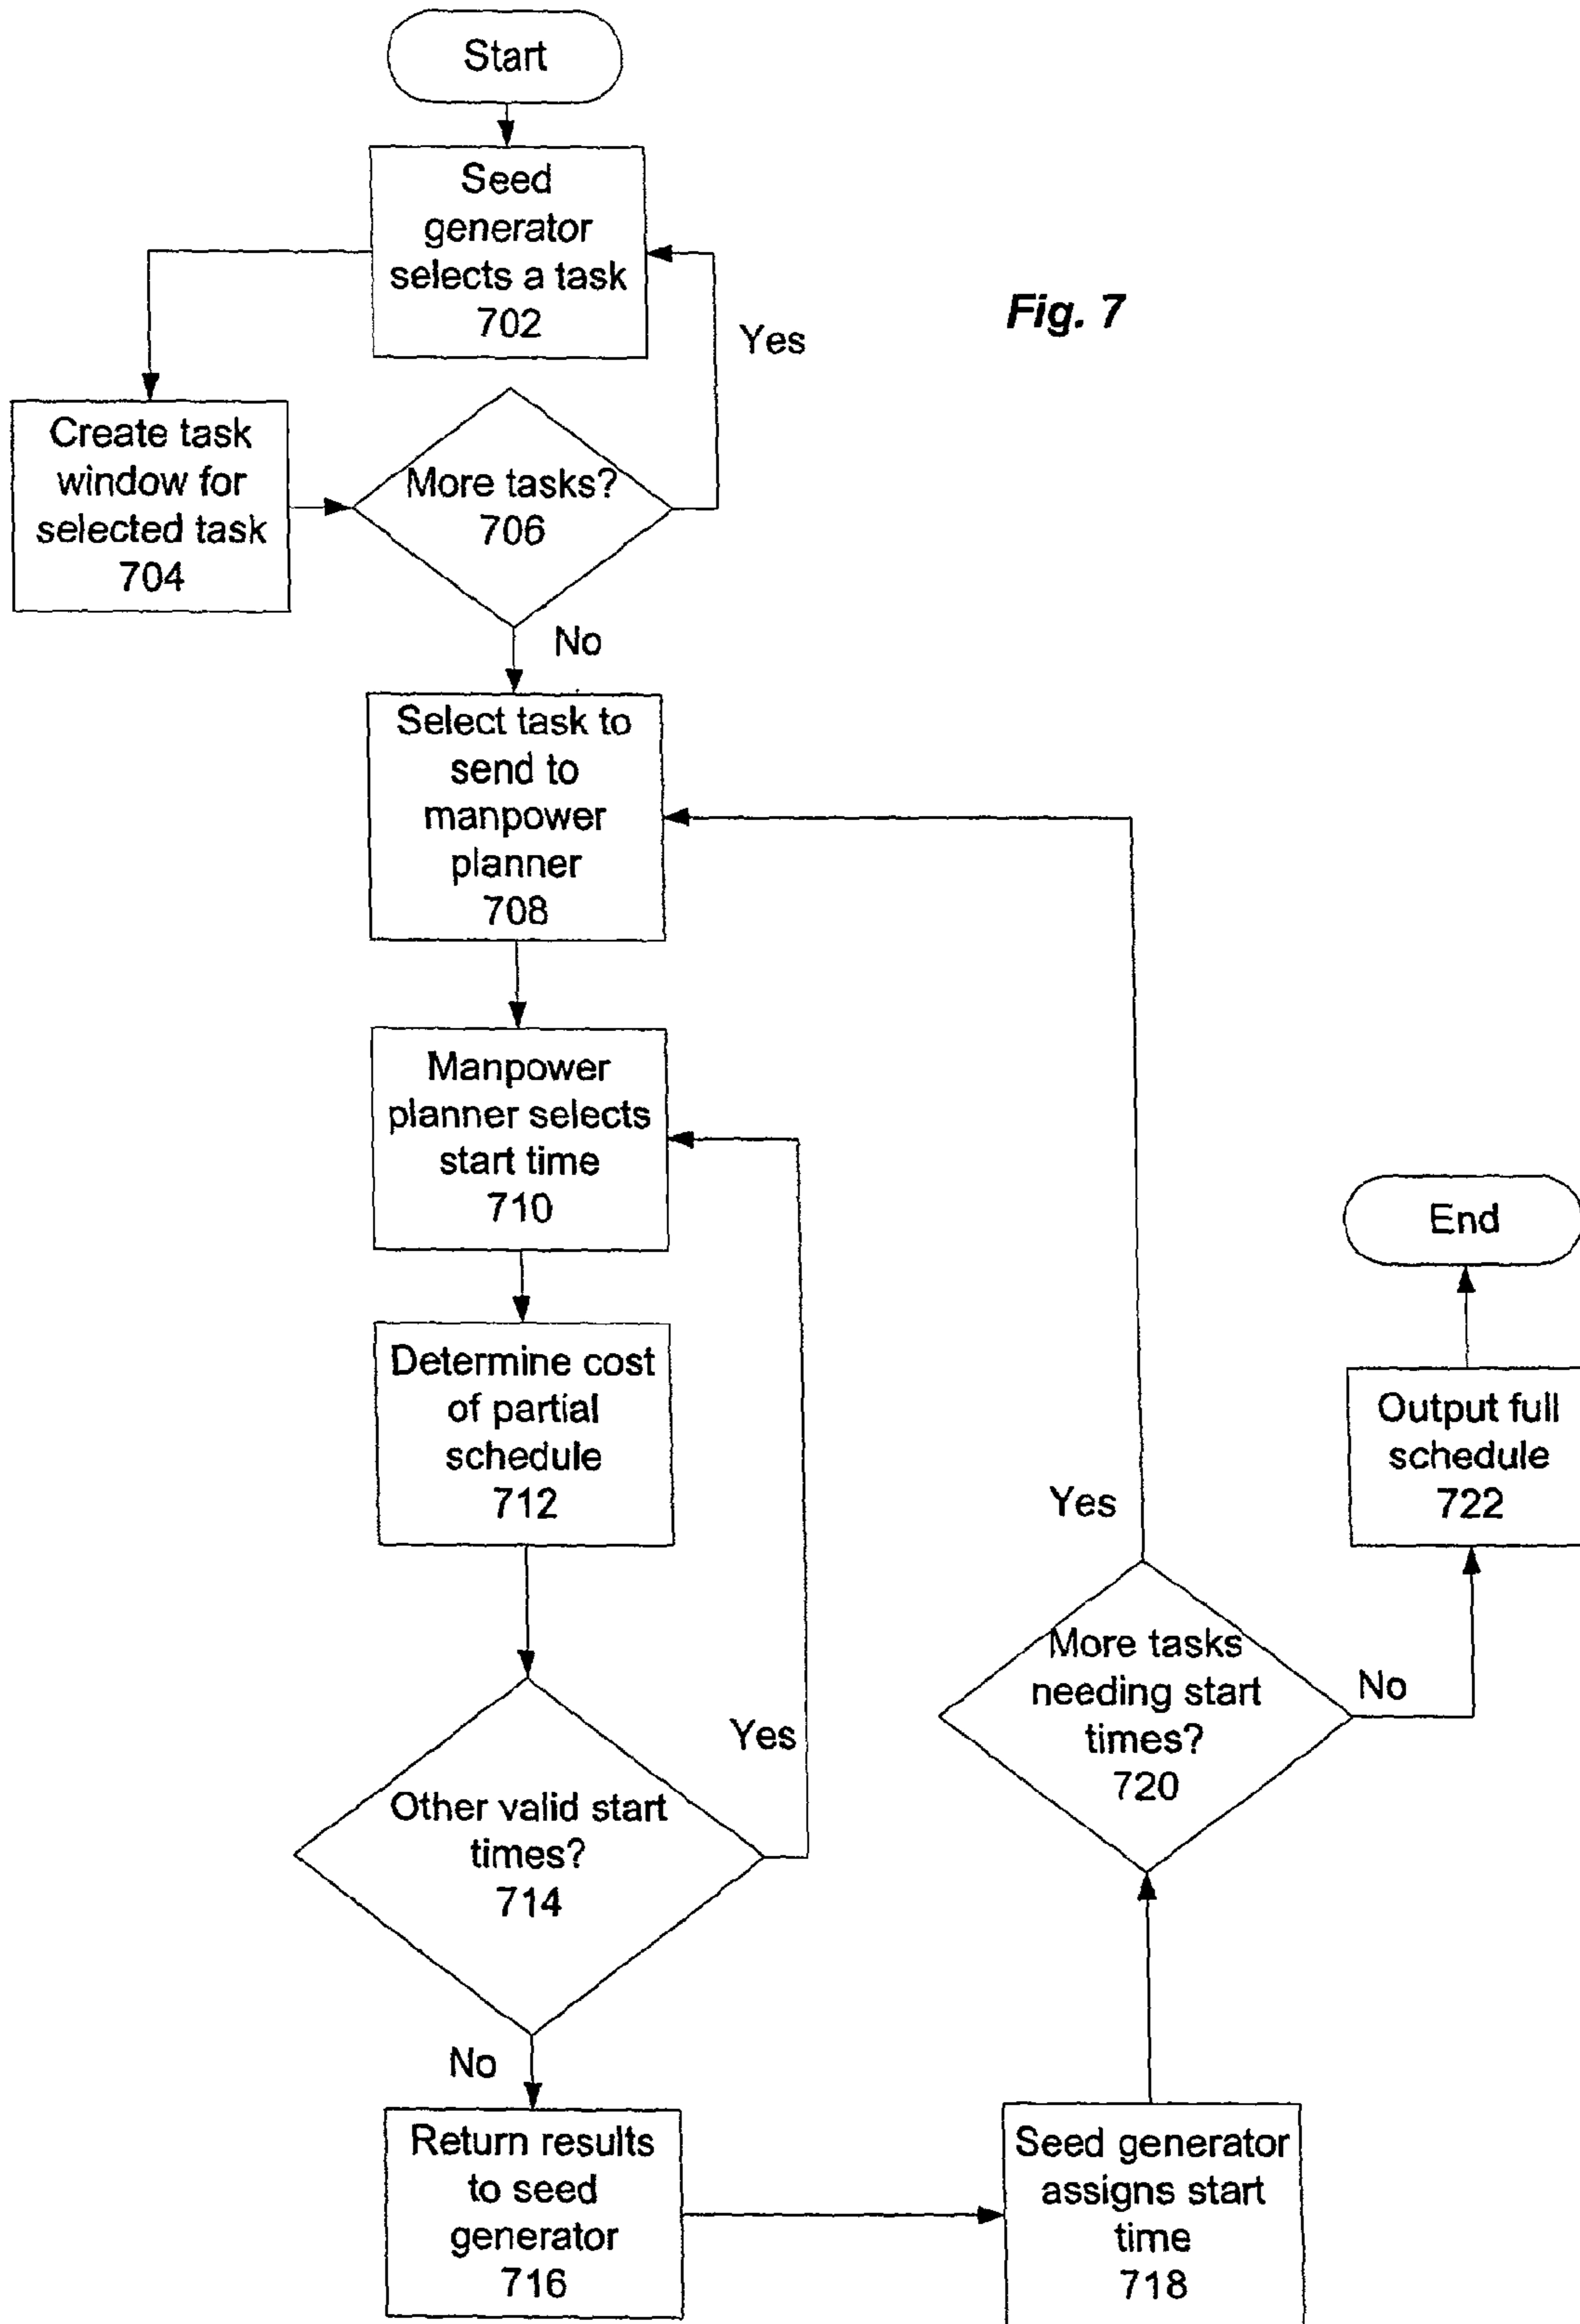 Start
Seed
generator
selects a task
702
Fig. 7
Yes
Create task
window for
selected task
704
More tasks?
706
No
Select task to
send to
manpower
planner
708
Manpower
planner selects
start time
710
End
Determine cost
of partial
schedule
712
Output full
schedule
722
Yes
More tasks
needing start
times?
720
No
Yes
Other valid start
times?
714
No
Return results
to seed
generator
716
Seed generator
assigns start
time
718